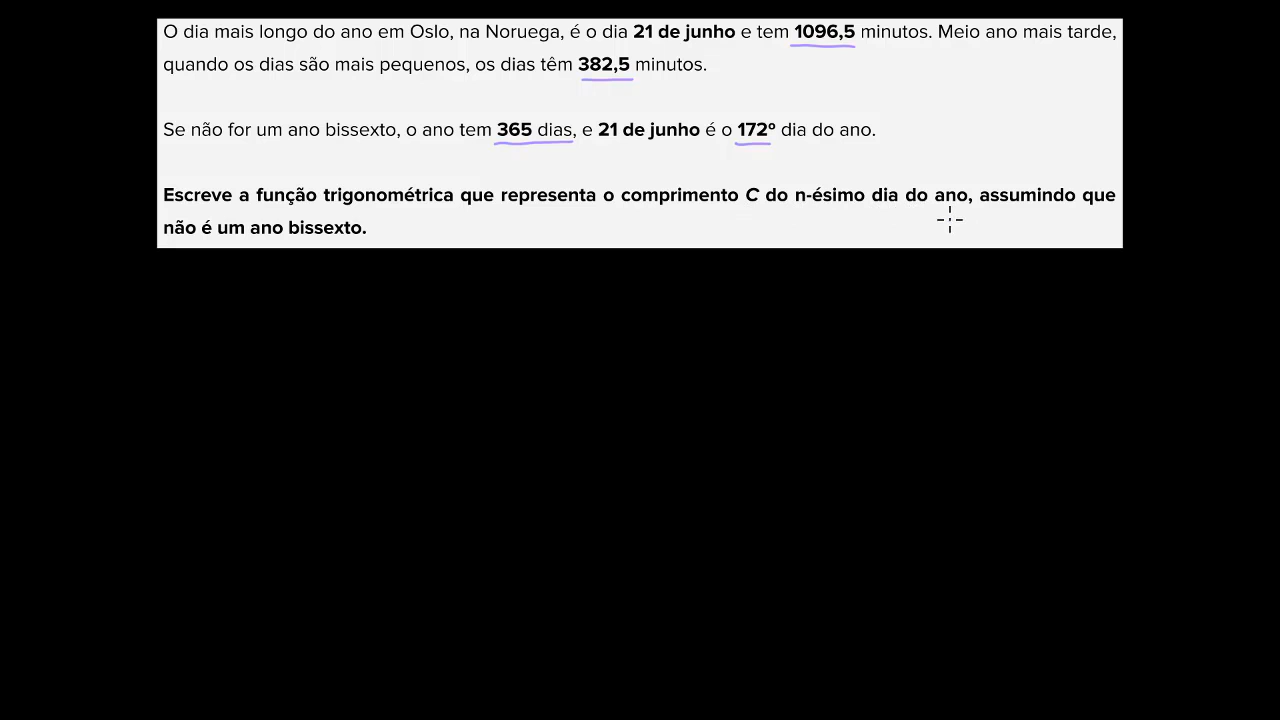 O dia mais longo do ano em Oslo, na Noruega, é o dia 21 de junho e tem 1096,5 minutos. Meio ano mais tarde,
quando os dias são mais pequenos, os dias têm 382,5 minutos.
Se não for um ano bissexto, o ano tem 365 dias, e 21 de junho é o 172º dia do ano.
Escreve a função trigonométrica que representa o comprimento C do n-ésimo dia do ano, assumindo que
não é um ano bissexto.